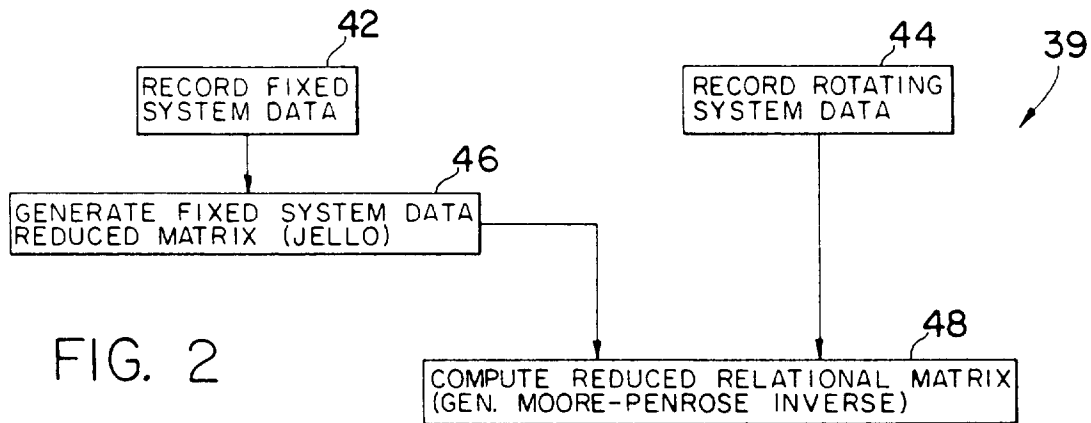 42
RECORD FIXED
SYSTEM DATA
44
RECORD ROTATING
SYSTEM DATA
39
46
GENERATE FIXED SYSTEM DATA
REDUCED MATRIX (JELLO)
48
COMPUTE REDUCED RELATIONAL MATRIX
(GEN. MOORE-PENROSE INVERSE)
FIG. 2